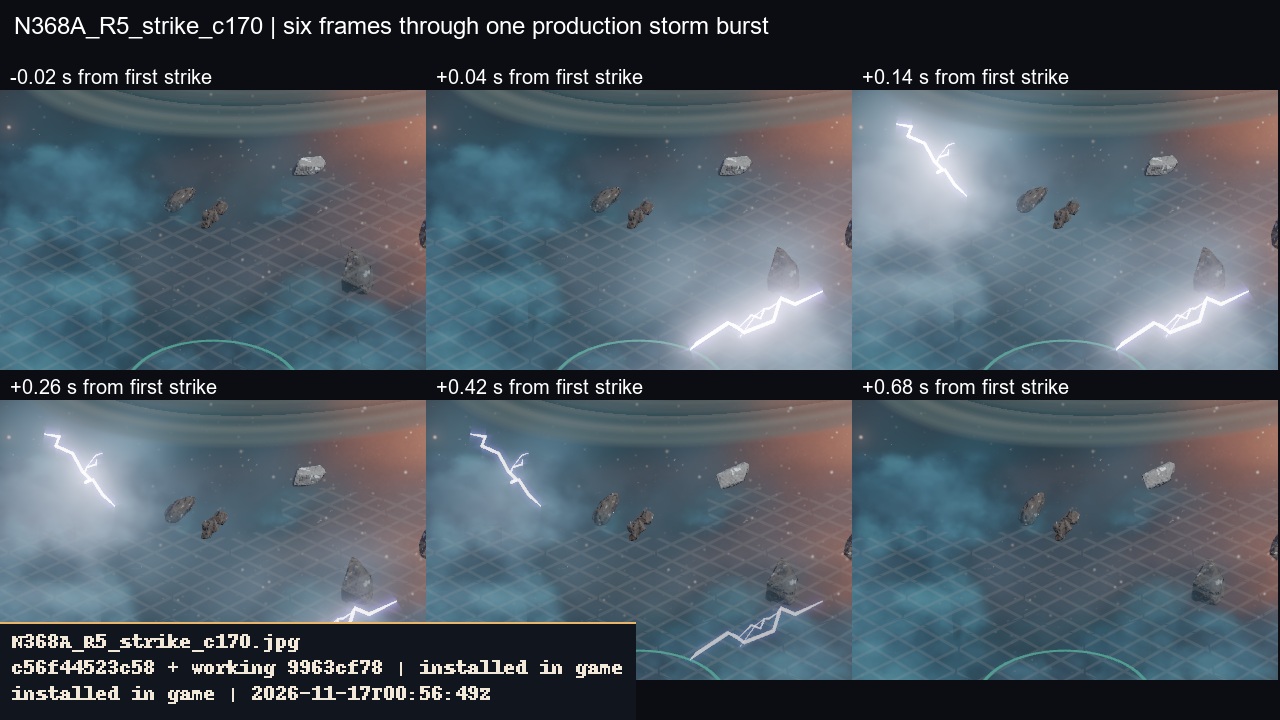 N368A_R5_strike_c170 | six frames through one production storm burst
-0.02 s from first strike
+0.04 s from first strike
+0.14 s from first strike
+0.26 s from first strike
+0.42 s from first strike
+0.68 s from first strike
N368A_R5_strike_c170.jpg
c56f44523c58 + working 9963cf78 | installed in game
installed in game | 2026-11-17T00:56:49Z